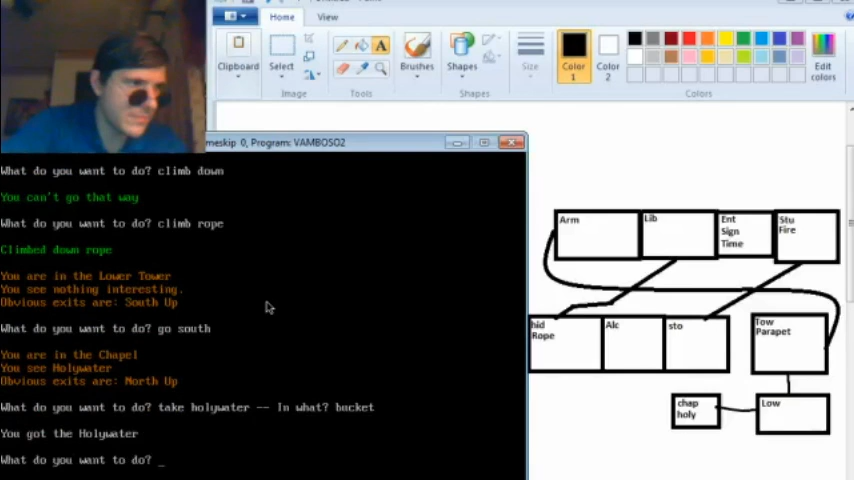 Home
View
Clipboard
Select
Brushes
Shapes
Size
Color 1
Color 2
Edit colors
Image
Tools
Shapes
Colors
meskip 0, Program: VAMBOSO2
What do you want to do? climb down
You can't go that way
What do you want to do? climb rope
Climbed down rope
You are in the Lower Tower
You see nothing interesting.
Obvious exits are: South Up
What do you want to do? go south
You are in the Chapel
You see Holywater
Obvious exits are: North Up
What do you want to do? take holywater -- In what? bucket
You got the Holywater
What do you want to do? _
Arm
Lib
Ent
Sign
Time
Stu
Fire
hid
Rope
Alc
sto
Tow
Parapet
chap
holy
Low